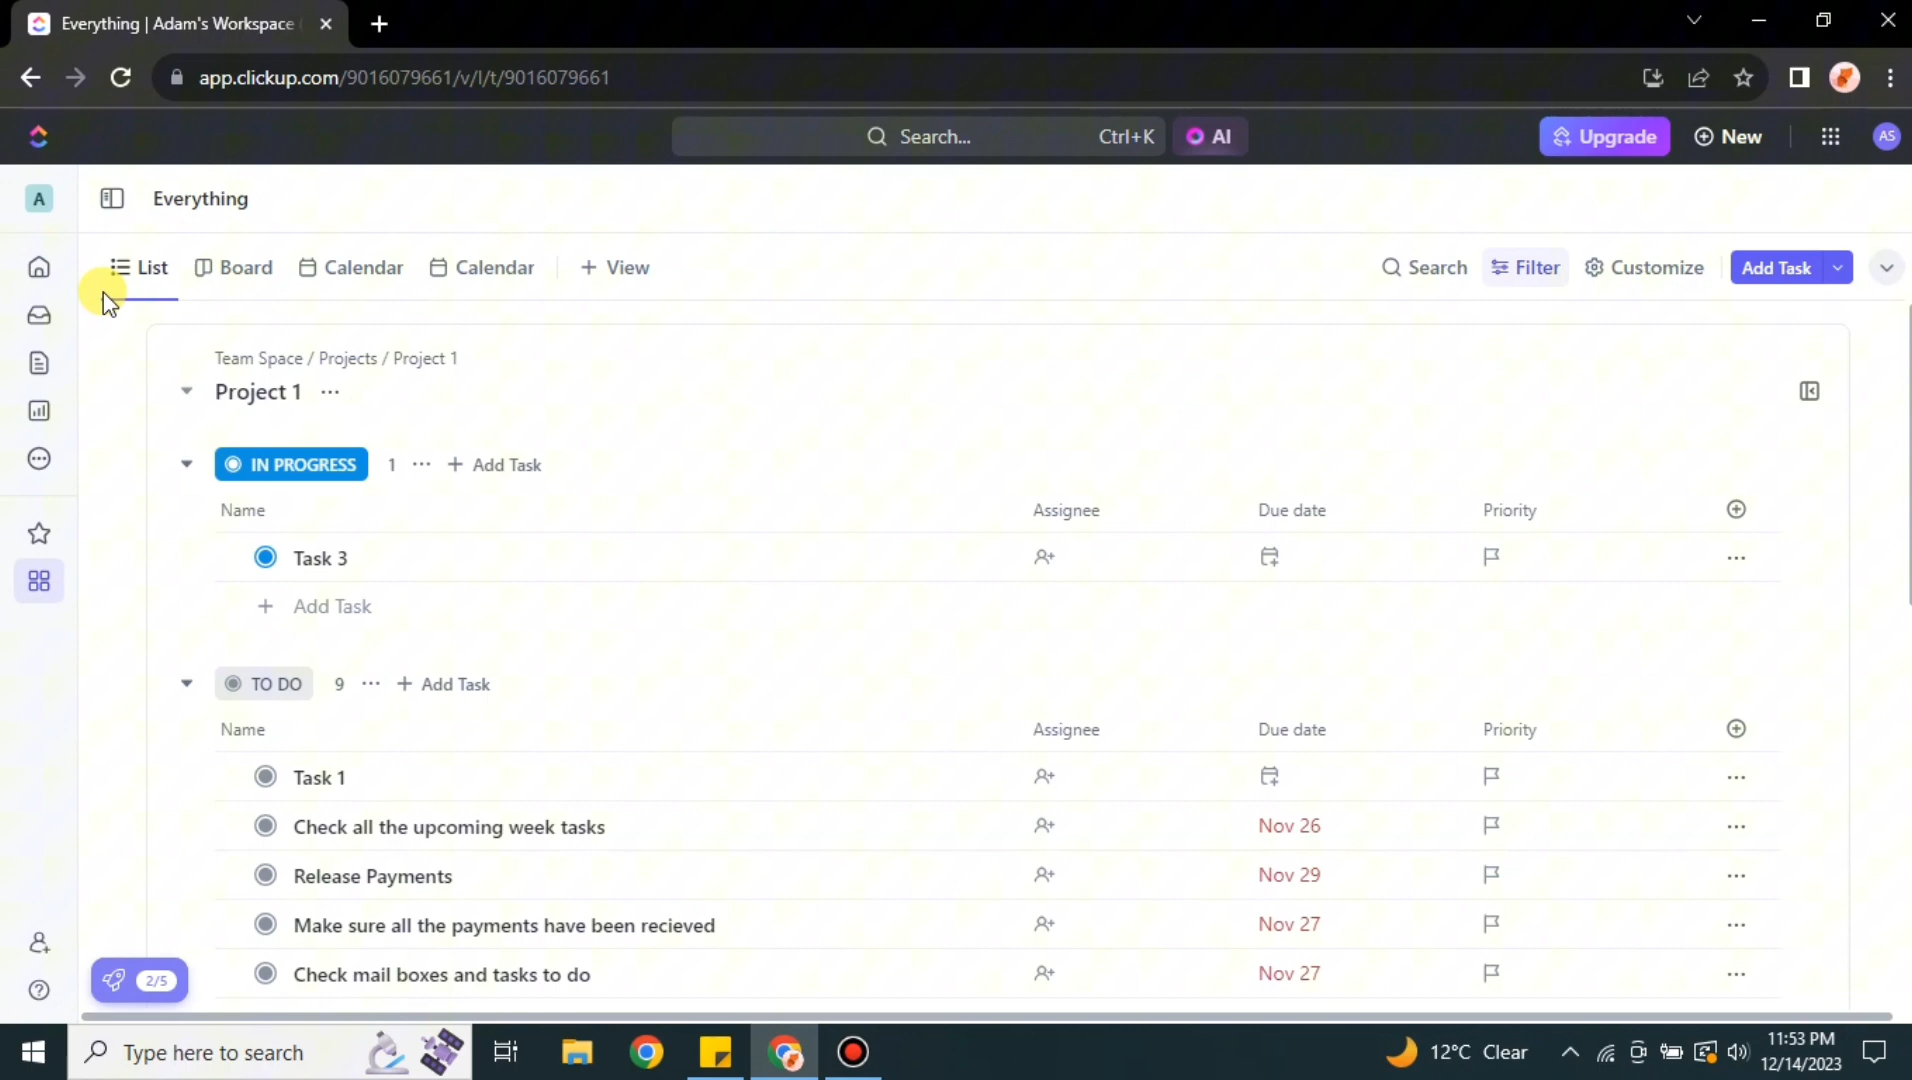 Everything | Adam's Workspace
app.clickup.com/9016079661/v/l/t/9016079661
Search... Ctrl+K AI Upgrade New AS
A Everything
List Board Calendar Calendar + View Search Filter Customize Add Task
Team Space / Projects / Project 1
Project 1 ...
IN PROGRESS 1 ... + Add Task
Name Assignee Due date Priority
Task 3
+ Add Task
TO DO 9 ... + Add Task
Name Assignee Due date Priority
Task 1
Check all the upcoming week tasks Nov 26
Release Payments Nov 29
Make sure all the payments have been recieved Nov 27
Check mail boxes and tasks to do Nov 27
2/5
Type here to search 12°C Clear 11:53 PM
12/14/2023